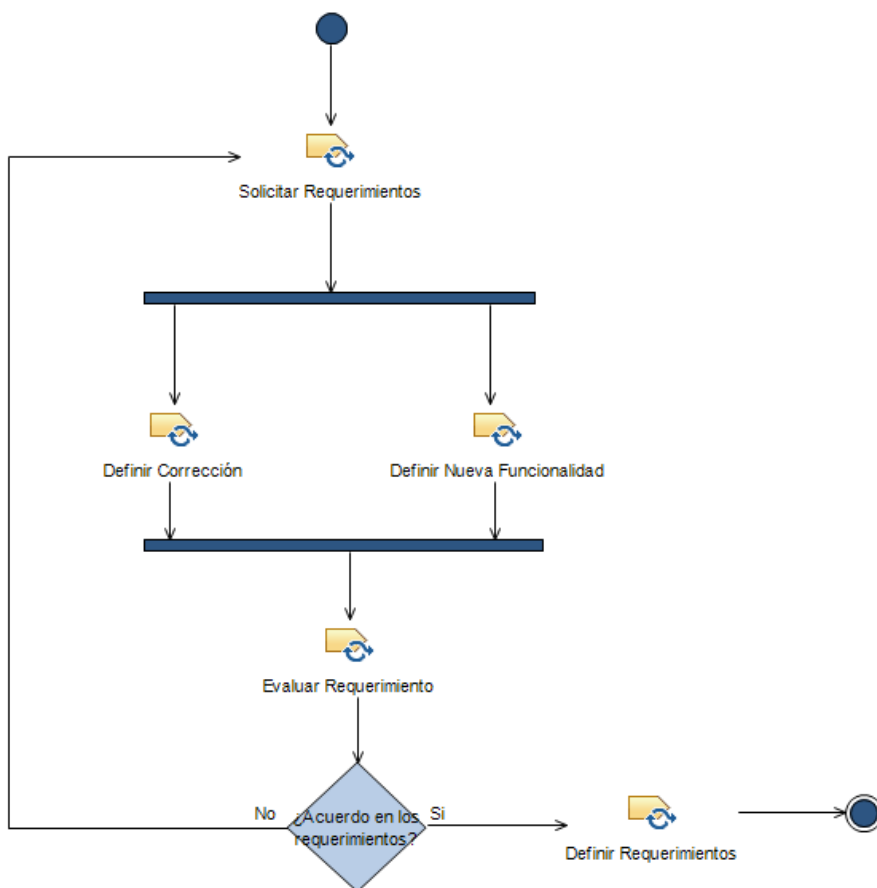 Solicitar Requerimientos
Definir Corrección
Definir Nueva Funcionalidad
Evaluar Requerimiento
No
¿Acuerdo en los
requerimientos?
Si
Definir Requerimientos